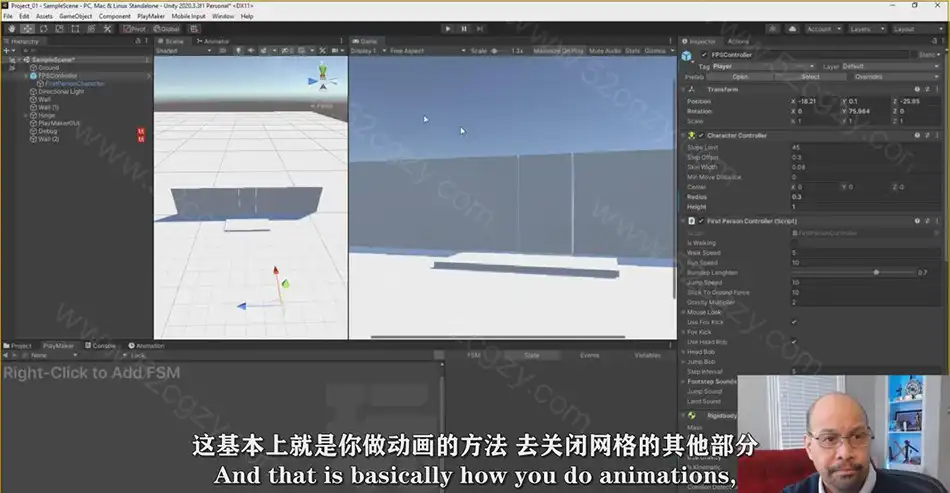 Project_01 - SampleScene - PC, Mac & Linux Standalone - Unity 2020.3.3f1 Personal* <DX11>
File Edit Assets GameObject Component PlayMaker Mobile Input Window Help
Pivot Global Account Layers Layout
Hierarchy Scene Animator Game Inspector Actions
Shaded 2D Display 1 Free Aspect Scale 1.3x Maximize On Play Mute Audio Stats Gizmos
SampleScene*
Ground
FPSController
FirstPersonCharacter
Directional Light
Wall
Wall (1)
Hinge
PlayMakerGUI
Debug
Wall (2)
Persp
FPSController Static
Tag Player Layer Default
Prefab Open Select Overrides
Transform
Position X -18.21 Y 0.1 Z -25.85
Rotation X 0 Y 75.984 Z 0
Scale X 1 Y 1 Z 1
Character Controller
Slope Limit 45
Step Offset 0.3
Skin Width 0.08
Min Move Distance 0
Center X 0 Y 0 Z 0
Radius 0.3
Height 1
First Person Controller (Script)
Script FirstPersonController
Is Walking
Walk Speed 5
Run Speed 10
Runstep Lenghten 0.7
Jump Speed 10
Stick To Ground Force 10
Gravity Multiplier 2
Mouse Look
Use Fov Kick
Fov Kick
Use Head Bob
Head Bob
Jump Bob
Step Interval 5
Footstep Sounds
Jump Sound
Land Sound
Rigidbody
Mass
Project PlayMaker Console Animation
None Lock FSM State Events Variables
Right-Click to Add FSM
这基本上就是你做动画的方法 去关闭网格的其他部分
And that is basically how you do animations,